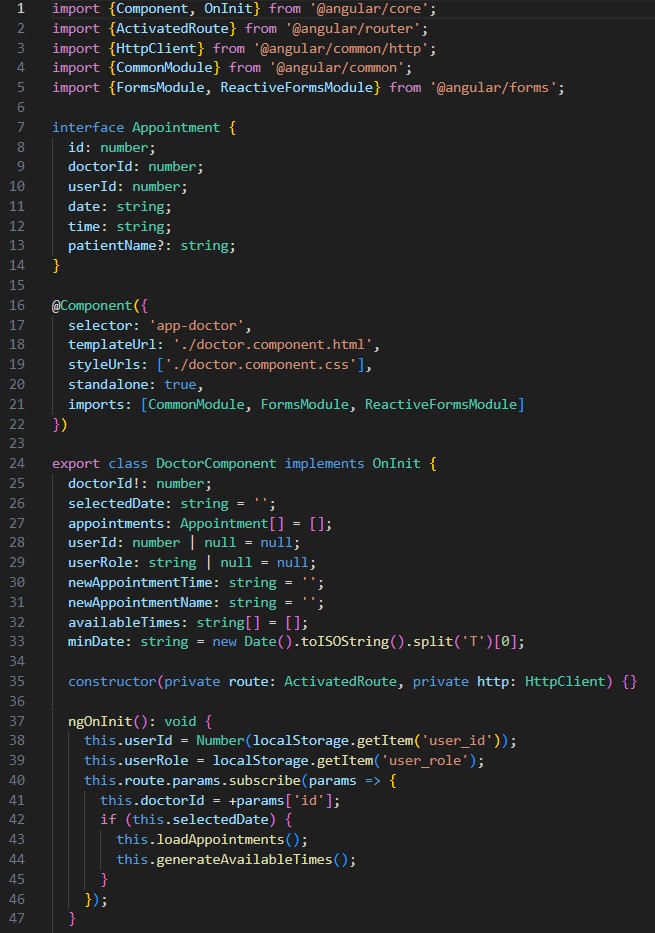 1 import {Component, OnInit} from '@angular/core';
2 import {ActivatedRoute} from '@angular/router';
3 import {HttpClient} from '@angular/common/http';
4 import {CommonModule} from '@angular/common';
5 import {FormsModule, ReactiveFormsModule} from '@angular/forms';
6
7 interface Appointment {
8   id: number;
9   doctorId: number;
10   userId: number;
11   date: string;
12   time: string;
13   patientName?: string;
14 }
15
16 @Component({
17   selector: 'app-doctor',
18   templateUrl: './doctor.component.html',
19   styleUrls: ['./doctor.component.css'],
20   standalone: true,
21   imports: [CommonModule, FormsModule, ReactiveFormsModule]
22 })
23
24 export class DoctorComponent implements OnInit {
25   doctorId!: number;
26   selectedDate: string = '';
27   appointments: Appointment[] = [];
28   userId: number | null = null;
29   userRole: string | null = null;
30   newAppointmentTime: string = '';
31   newAppointmentName: string = '';
32   availableTimes: string[] = [];
33   minDate: string = new Date().toISOString().split('T')[0];
34
35   constructor(private route: ActivatedRoute, private http: HttpClient) {}
36
37   ngOnInit(): void {
38     this.userId = Number(localStorage.getItem('user_id'));
39     this.userRole = localStorage.getItem('user_role');
40     this.route.params.subscribe(params => {
41       this.doctorId = +params['id'];
42       if (this.selectedDate) {
43         this.loadAppointments();
44         this.generateAvailableTimes();
45       }
46     });
47   }